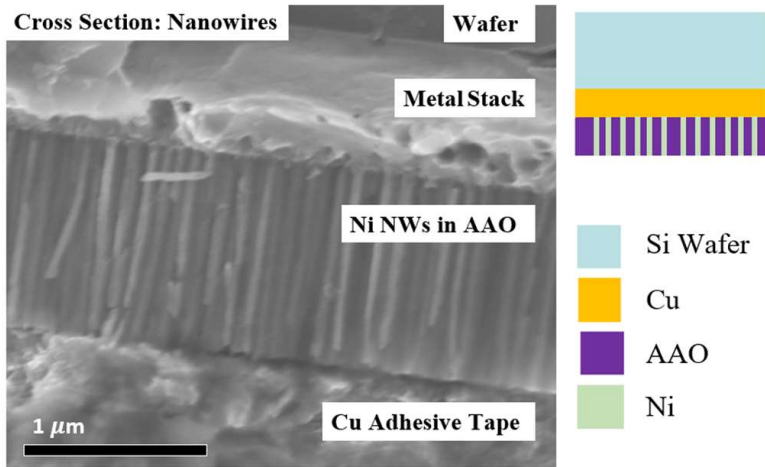 Cross Section: Nanowires
Wafer
Metal Stack
Ni NWs in AAO
Cu Adhesive Tape
1 μm
Si Wafer
Cu
AAO
Ni